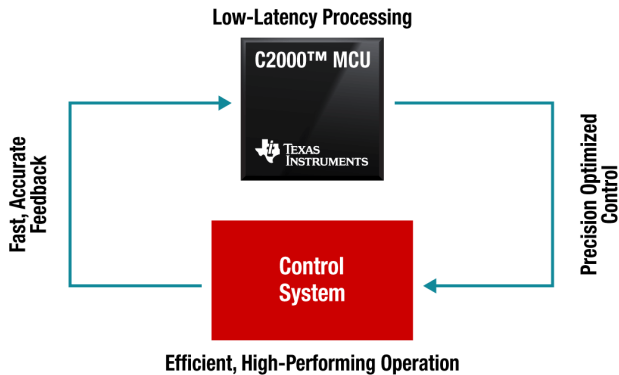 Low-Latency Processing
C2000™ MCU
TEXAS
INSTRUMENTS
Fast, Accurate
Feedback
Precision Optimized
Control
Control
System
Efficient, High-Performing Operation